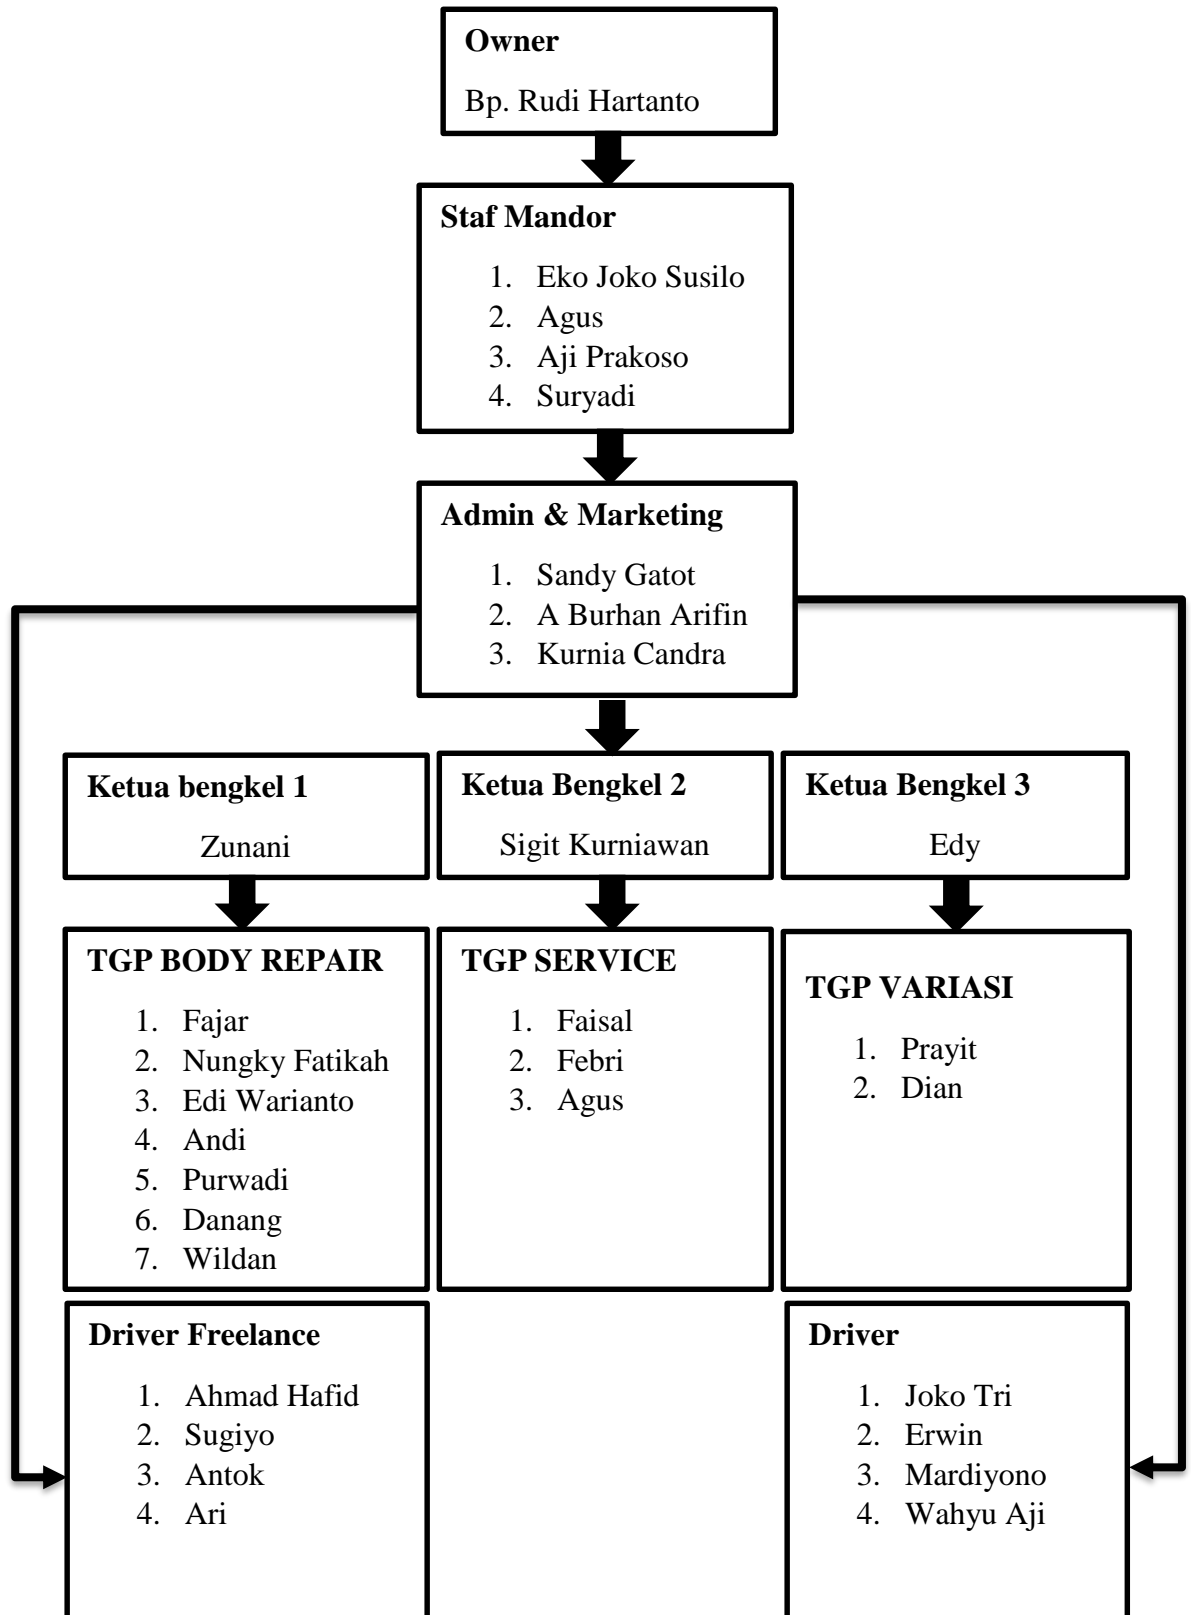 Owner
Bp. Rudi Hartanto
Staf Mandor
1. Eko Joko Susilo
2. Agus
3. Aji Prakoso
4. Suryadi
Admin & Marketing
1. Sandy Gatot
2. A Burhan Arifin
3. Kurnia Candra
Ketua bengkel 1
Zunani
Ketua Bengkel 2
Sigit Kurniawan
Ketua Bengkel 3
Edy
TGP BODY REPAIR
1. Fajar
2. Nungky Fatikah
3. Edi Warianto
4. Andi
5. Purwadi
6. Danang
7. Wildan
TGP SERVICE
1. Faisal
2. Febri
3. Agus
TGP VARIASI
1. Prayit
2. Dian
Driver Freelance
1. Ahmad Hafid
2. Sugiyo
3. Antok
4. Ari
Driver
1. Joko Tri
2. Erwin
3. Mardiyono
4. Wahyu Aji